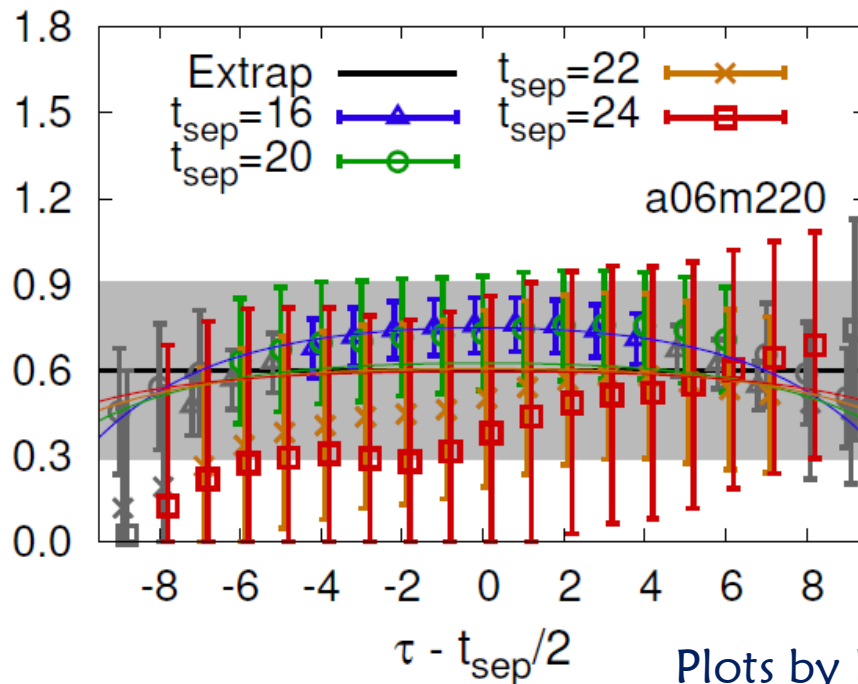 1.8
Extrap
t_sep=22
1.5
t_sep=16
t_sep=24
t_sep=20
1.2
a06m220
0.9
0.6
0.3
0.0
-8 -6 -4 -2 0 2 4 6 8
τ - t_sep/2
Plots by